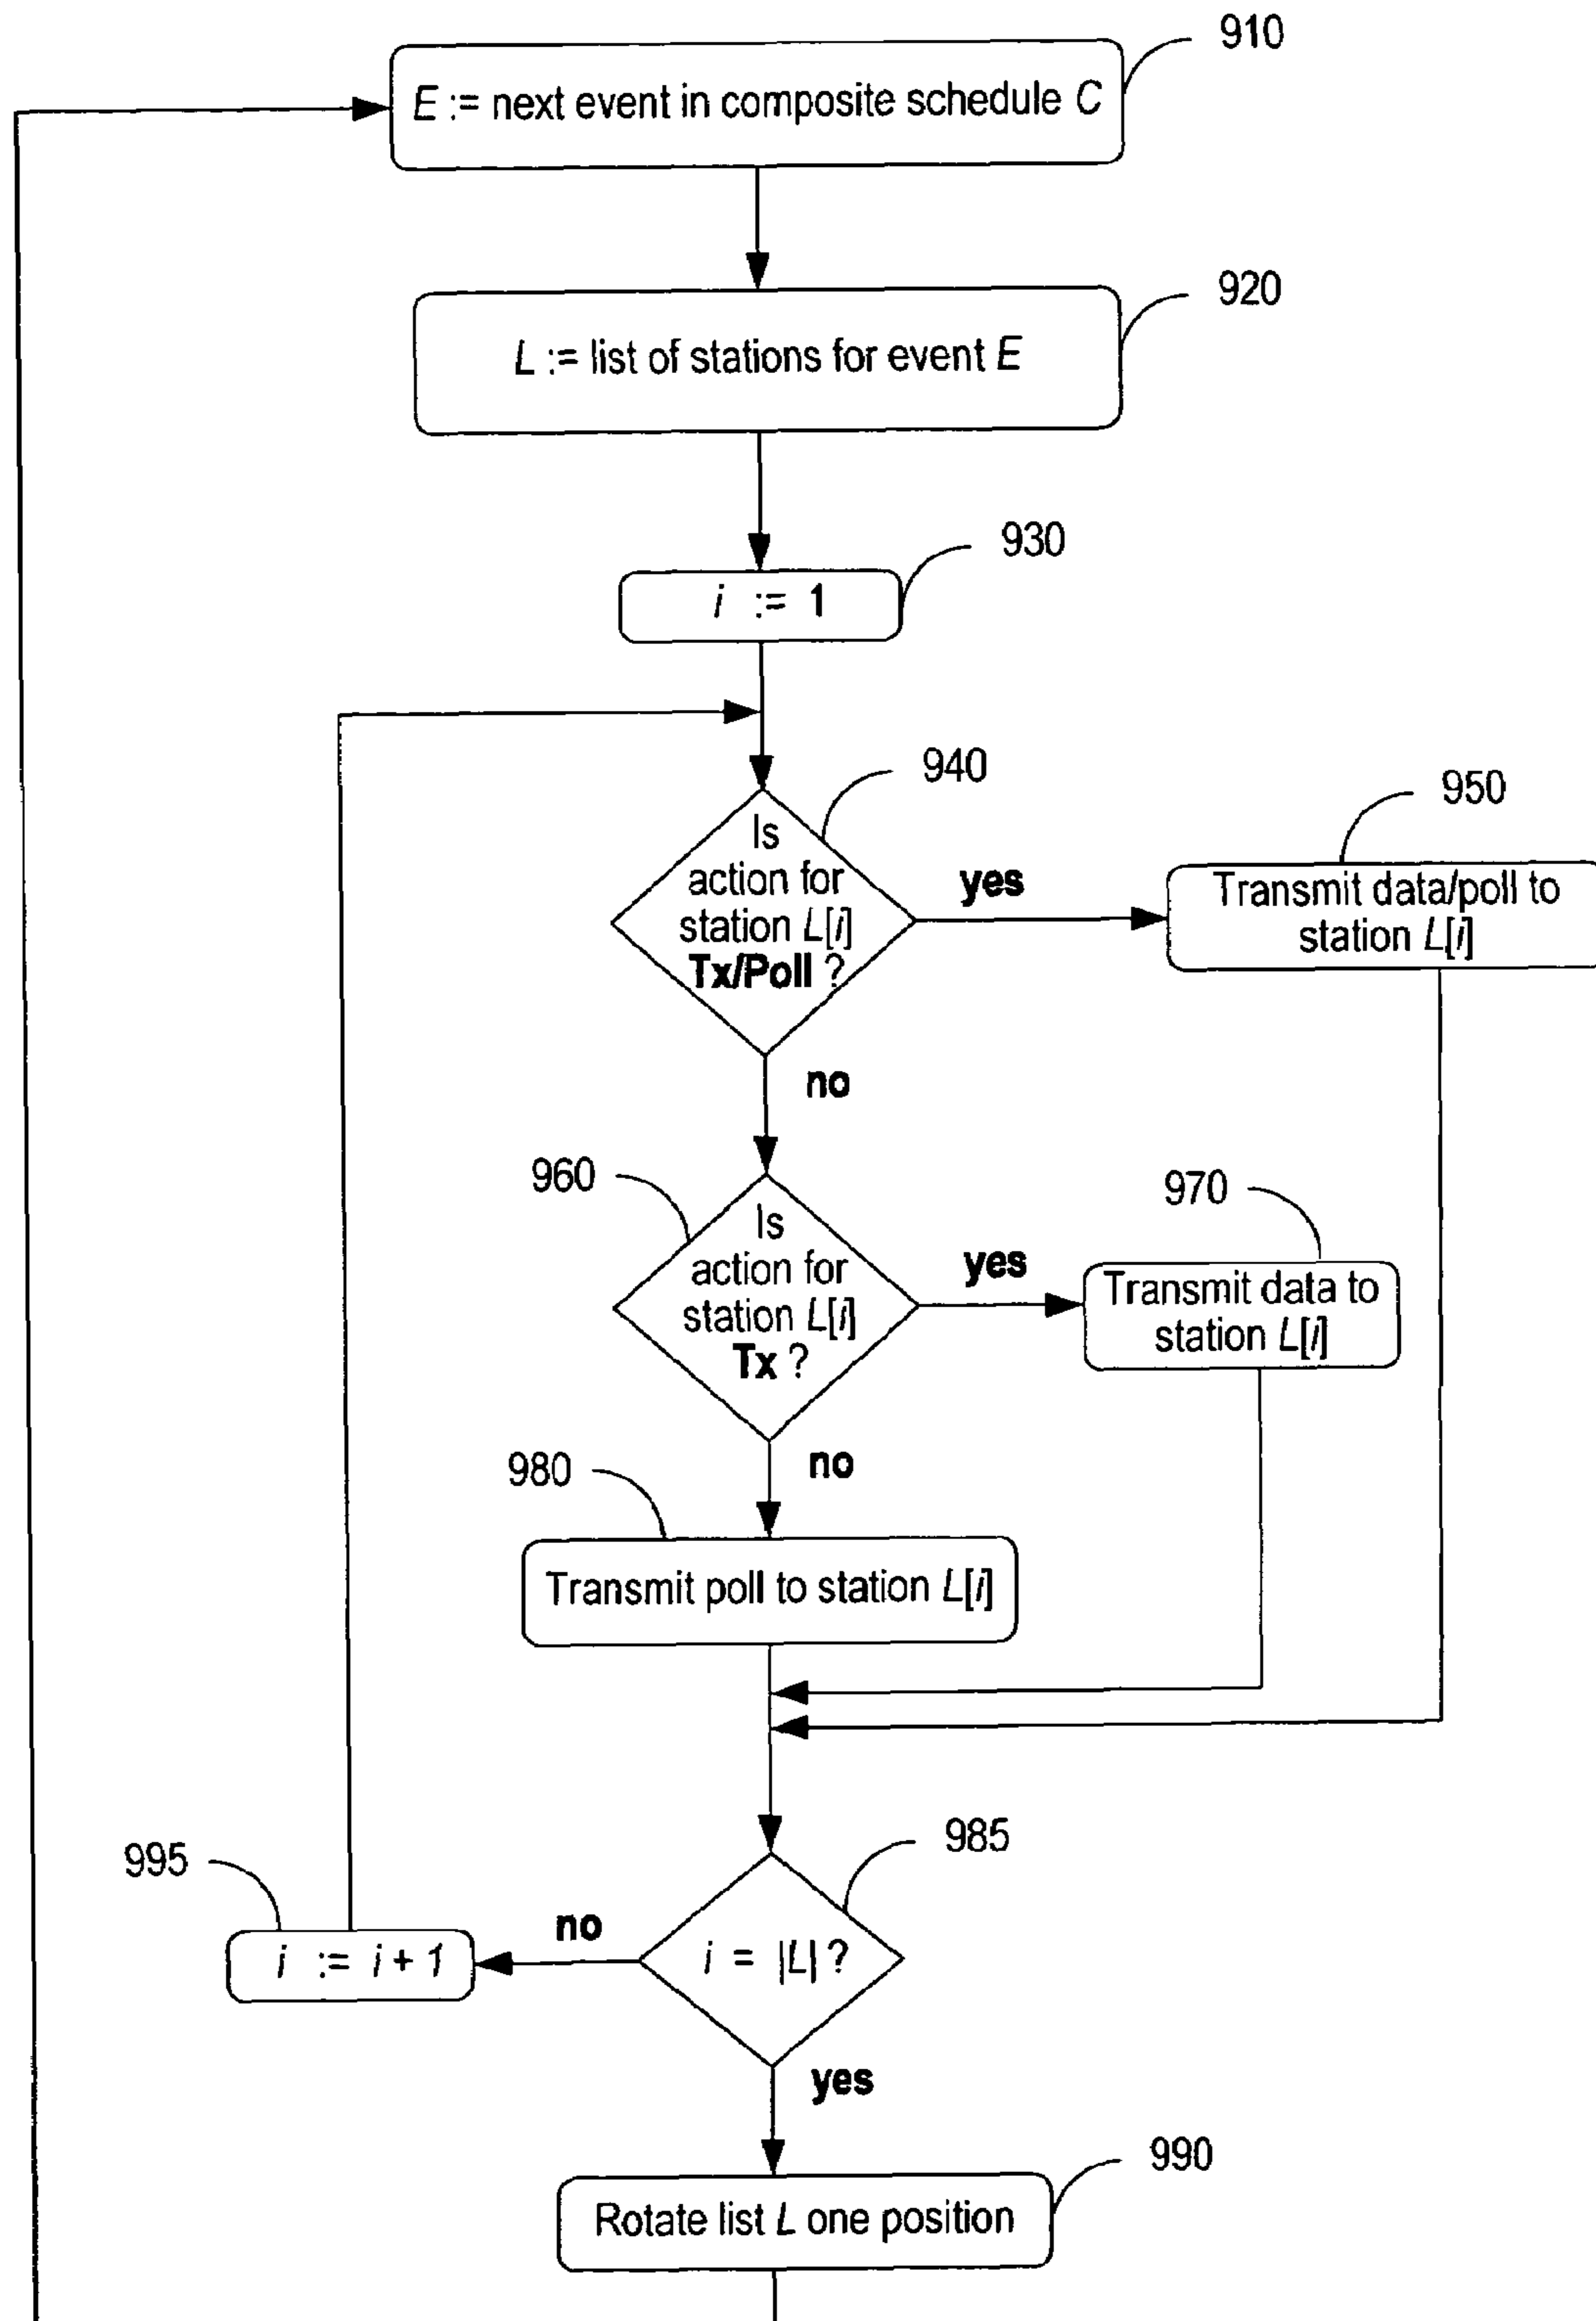 910
E := next event in composite schedule C
920
L := list of stations for event E
930
i := 1
940
Is
action for
station L[i]
Tx/Poll ?
yes
950
Transmit data/poll to
station L[i]
no
960
Is
action for
station L[i]
Tx ?
yes
970
Transmit data to
station L[i]
no
980
Transmit poll to station L[i]
985
i = |L| ?
no
995
i := i + 1
yes
990
Rotate list L one position